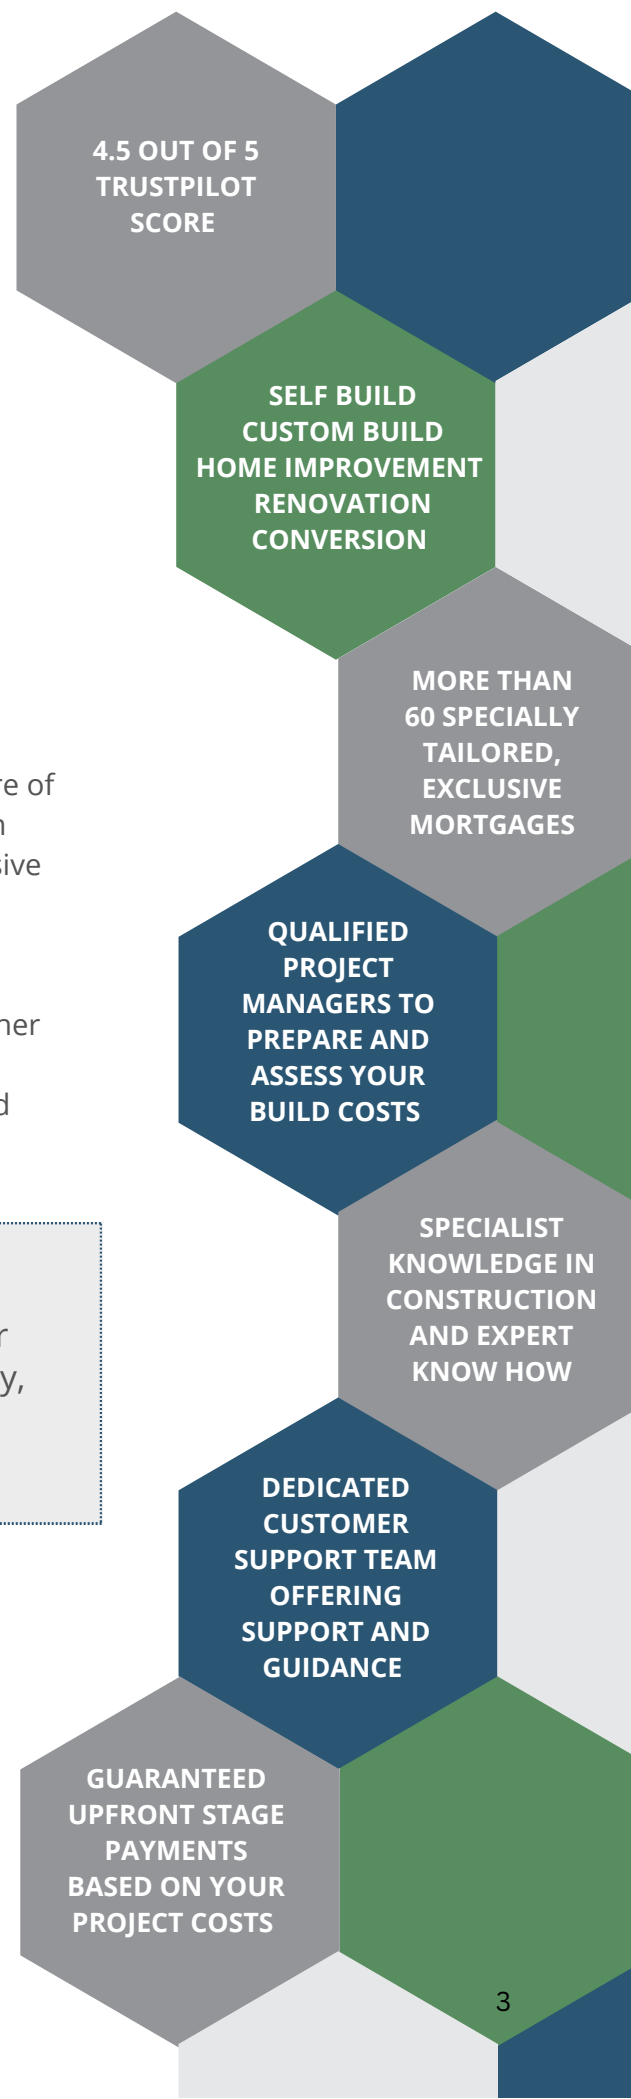 4.5 OUT OF 5
TRUSTPILOT
SCORE
SELF BUILD
CUSTOM BUILD
HOME IMPROVEMENT
RENOVATION
CONVERSION
MORE THAN
60 SPECIALLY
TAILORED,
EXCLUSIVE
MORTGAGES
of
QUALIFIED
PROJECT
MANAGERS TO
PREPARE AND
ASSESS YOUR
BUILD COSTS
SPECIALIST
KNOWLEDGE IN
CONSTRUCTION
AND EXPERT
KNOW HOW
DEDICATED
CUSTOMER
SUPPORT TEAM
OFFERING
SUPPORT AND
GUIDANCE
GUARANTEED
UPFRONT STAGE
PAYMENTS
BASED ON YOUR
PROJECT COSTS
3